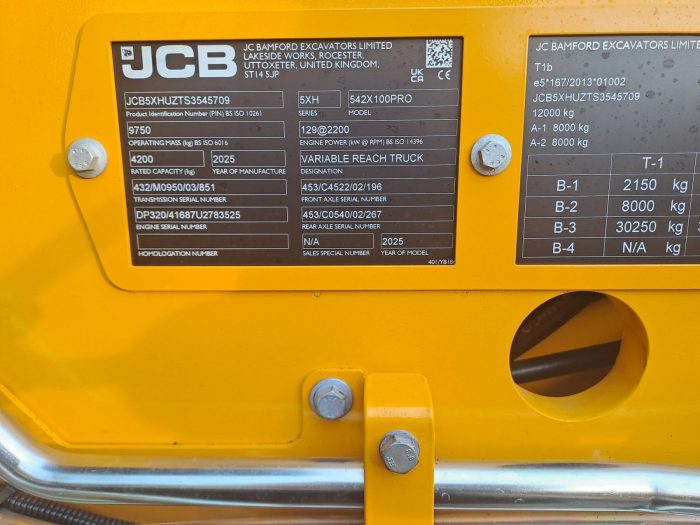 JCB
JC BAMFORD EXCAVATORS LIMITED
LAKESIDE WORKS, ROCESTER,
UTTOXETER, UNITED KINGDOM,
ST14 5JP
UK
CA
CE
JCB5XHUZTS3545709
5XH
542X100PRO
Product Identification Number (PIN) BS ISO 10261
SERIES
MODEL
9750
129@2200
OPERATING MASS (kg) BS ISO 6016
ENGINE POWER (kW @ RPM) BS ISO 14396
4200
2025
VARIABLE REACH TRUCK
RATED CAPACITY (kg)
YEAR OF MANUFACTURE
DESIGNATION
432/M0950/03/851
453/C4522/02/196
TRANSMISSION SERIAL NUMBER
FRONT AXLE SERIAL NUMBER
DP320/41687U2783525
453/C0540/02/267
ENGINE SERIAL NUMBER
REAR AXLE SERIAL NUMBER
N/A
2025
HOMOLOGATION NUMBER
SALES SPECIAL NUMBER
YEAR OF MODEL
JC BAMFORD EXCAVATORS
T1b
e5*167/2013*01002
JCB5XHUZTS3545709
12000 kg
A-1 8000 kg
A-2 8000 kg
T-1
B-1 2150 kg
B-2 8000 kg
B-3 30250 kg
B-4 N/A kg